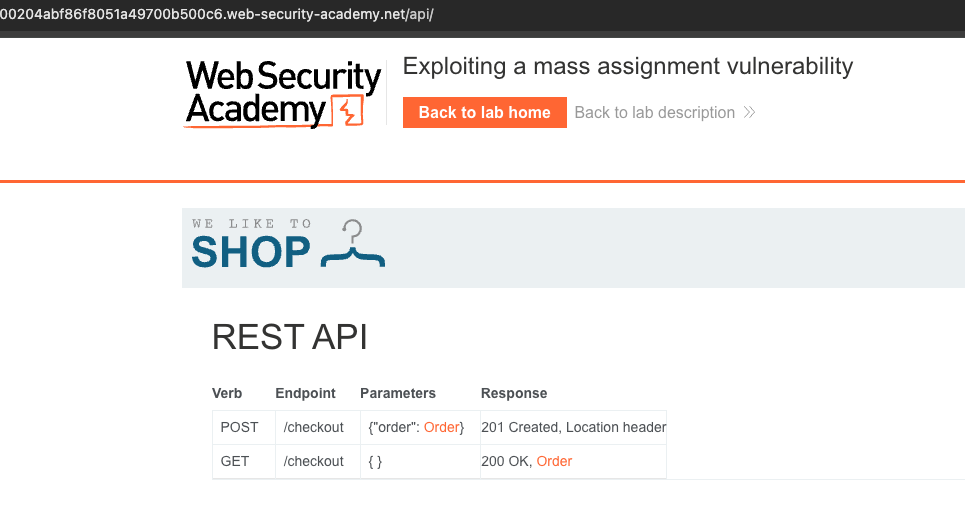 00204abf86f8051a49700b500c6.web-security-academy.net/api/
Web Security
Academy
Exploiting a mass assignment vulnerability
Back to lab home
Back to lab description
WE LIKE TO
SHOP
REST API
Verb Endpoint Parameters Response
POST /checkout {"order": Order} 201 Created, Location header
GET /checkout { } 200 OK, Order